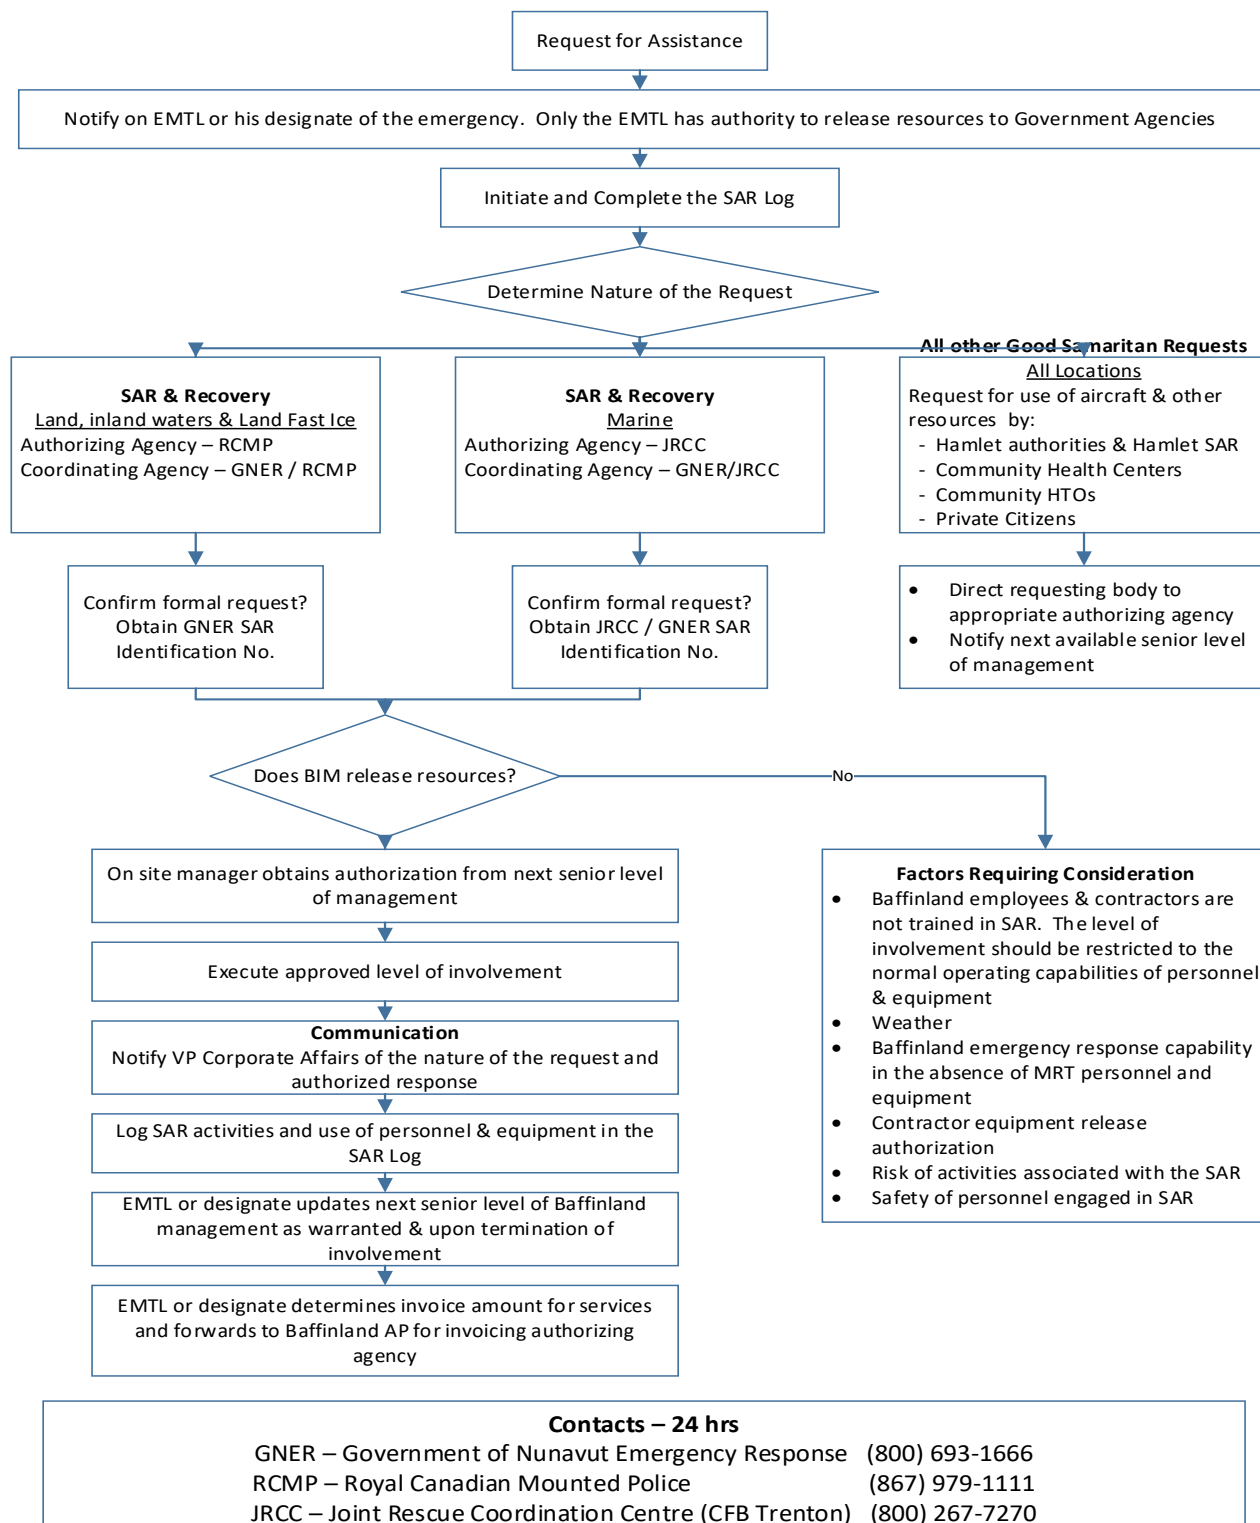 Request for Assistance
Notify on EMTL or his designate of the emergency.  Only the EMTL has authority to release resources to Government Agencies
Initiate and Complete the SAR Log
Determine Nature of the Request
SAR & Recovery
Land, inland waters & Land Fast Ice
Authorizing Agency – RCMP
Coordinating Agency – GNER / RCMP
SAR & Recovery
Marine
Authorizing Agency – JRCC
Coordinating Agency – GNER/JRCC
All other Good Samaritan Requests
All Locations
Request for use of aircraft & other
resources  by:
- Hamlet authorities & Hamlet SAR
- Community Health Centers
- Community HTOs
- Private Citizens
Confirm formal request?
Obtain GNER SAR
Identification No.
Confirm formal request?
Obtain JRCC / GNER SAR
Identification No.
• Direct requesting body to
appropriate authorizing agency
• Notify next available senior level
of management
Does BIM release resources?
No
On site manager obtains authorization from next senior level
of management
Execute approved level of involvement
Communication
Notify VP Corporate Affairs of the nature of the request and
authorized response
Log SAR activities and use of personnel & equipment in the
SAR Log
EMTL or designate updates next senior level of Baffinland
management as warranted & upon termination of
involvement
EMTL or designate determines invoice amount for services
and forwards to Baffinland AP for invoicing authorizing
agency
Factors Requiring Consideration
• Baffinland employees & contractors are
not trained in SAR.  The level of
involvement should be restricted to the
normal operating capabilities of personnel
& equipment
• Weather
• Baffinland emergency response capability
in the absence of MRT personnel and
equipment
• Contractor equipment release
authorization
• Risk of activities associated with the SAR
• Safety of personnel engaged in SAR
Contacts – 24 hrs
GNER – Government of Nunavut Emergency Response   (800) 693-1666
RCMP – Royal Canadian Mounted Police   (867) 979-1111
JRCC – Joint Rescue Coordination Centre (CFB Trenton)   (800) 267-7270